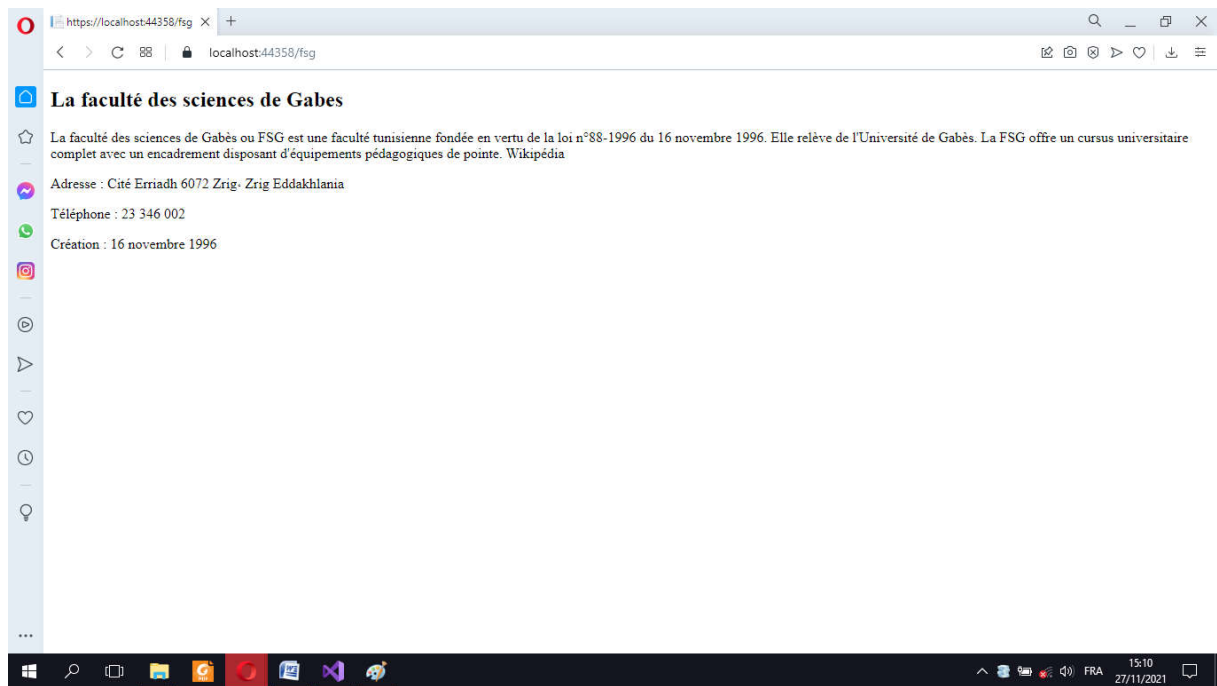 https://localhost:44358/fsg
localhost:44358/fsg
La faculté des sciences de Gabes
La faculté des sciences de Gabès ou FSG est une faculté tunisienne fondée en vertu de la loi n°88-1996 du 16 novembre 1996. Elle relève de l'Université de Gabès. La FSG offre un cursus universitaire
complet avec un encadrement disposant d'équipements pédagogiques de pointe. Wikipédia
Adresse : Cité Erriadh 6072 Zrig، Zrig Eddakhlania
Téléphone : 23 346 002
Création : 16 novembre 1996
FRA
15:10
27/11/2021